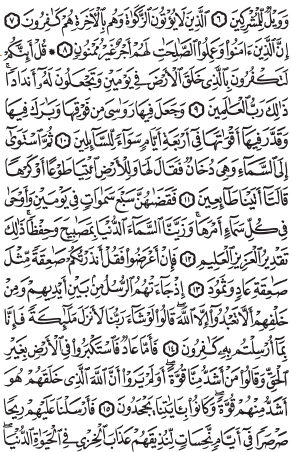 وَوَيْلٌ لِّلْمُشْرِكِينَ ٦ ٱلَّذِينَ لَا يُؤْتُونَ ٱلزَّكَوٰةَ وَهُم بِٱلْأَخِرَةِ هُمْ كَٰفِرُونَ ٧
إِنَّ ٱلَّذِينَ ءَامَنُوا۟ وَعَمِلُوا۟ ٱلصَّٰلِحَٰتِ لَهُمْ أَجْرٌ غَيْرُ مَمْنُونٍ ٨ ۞ قُلْ أَئِنَّكُمْ
لَتَكْفُرُونَ بِٱلَّذِى خَلَقَ ٱلْأَرْضَ فِى يَوْمَيْنِ وَتَجْعَلُونَ لَهُۥٓ أَندَادًا ۚ
ذَٰلِكَ رَبُّ ٱلْعَٰلَمِينَ ٩ وَجَعَلَ فِيهَا رَوَٰسِىَ مِن فَوْقِهَا وَبَٰرَكَ فِيهَا
وَقَدَّرَ فِيهَآ أَقْوَٰتَهَا فِىٓ أَرْبَعَةِ أَيَّامٍ سَوَآءً لِّلسَّآئِلِينَ ١٠ ثُمَّ ٱسْتَوَىٰٓ
إِلَى ٱلسَّمَآءِ وَهِىَ دُخَانٌ فَقَالَ لَهَا وَلِلْأَرْضِ ٱئْتِيَا طَوْعًا أَوْ كَرْهًا
قَالَتَآ أَتَيْنَا طَآئِعِينَ ١١ فَقَضَىٰهُنَّ سَبْعَ سَمَٰوَاتٍ فِى يَوْمَيْنِ وَأَوْحَىٰ
فِى كُلِّ سَمَآءٍ أَمْرَهَا ۚ وَزَيَّنَّا ٱلسَّمَآءَ ٱلدُّنْيَا بِمَصَٰبِيحَ وَحِفْظًا ۚ ذَٰلِكَ
تَقْدِيرُ ٱلْعَزِيزِ ٱلْعَلِيمِ ١٢ فَإِنْ أَعْرَضُوا۟ فَقُلْ أَنذَرْتُكُمْ صَٰعِقَةً مِّثْلَ
صَٰعِقَةِ عَادٍ وَثَمُودَ ١٣ إِذْ جَآءَتْهُمُ ٱلرُّسُلُ مِنۢ بَيْنِ أَيْدِيهِمْ وَمِنْ
خَلْفِهِمْ أَلَّا تَعْبُدُوٓا۟ إِلَّا ٱللَّهَ ۖ قَالُوا۟ لَوْ شَآءَ رَبُّنَا لَأَنزَلَ مَلَٰٓئِكَةً فَإِنَّا
بِمَآ أُرْسِلْتُم بِهِۦ كَٰفِرُونَ ١٤ فَأَمَّا عَادٌ فَٱسْتَكْبَرُوا۟ فِى ٱلْأَرْضِ بِغَيْرِ
ٱلْحَقِّ وَقَالُوا۟ مَنْ أَشَدُّ مِنَّا قُوَّةً ۖ أَوَلَمْ يَرَوْا۟ أَنَّ ٱللَّهَ ٱلَّذِى خَلَقَهُمْ هُوَ
أَشَدُّ مِنْهُمْ قُوَّةً ۖ وَكَانُوا۟ بِـَٔايَٰتِنَا يَجْحَدُونَ ١٥ فَأَرْسَلْنَا عَلَيْهِمْ رِيحًا
صَرْصَرًا فِىٓ أَيَّامٍ نَّحِسَاتٍ لِّنُذِيقَهُمْ عَذَابَ ٱلْخِزْىِ فِى ٱلْحَيَوٰةِ ٱلدُّنْيَا ۖ